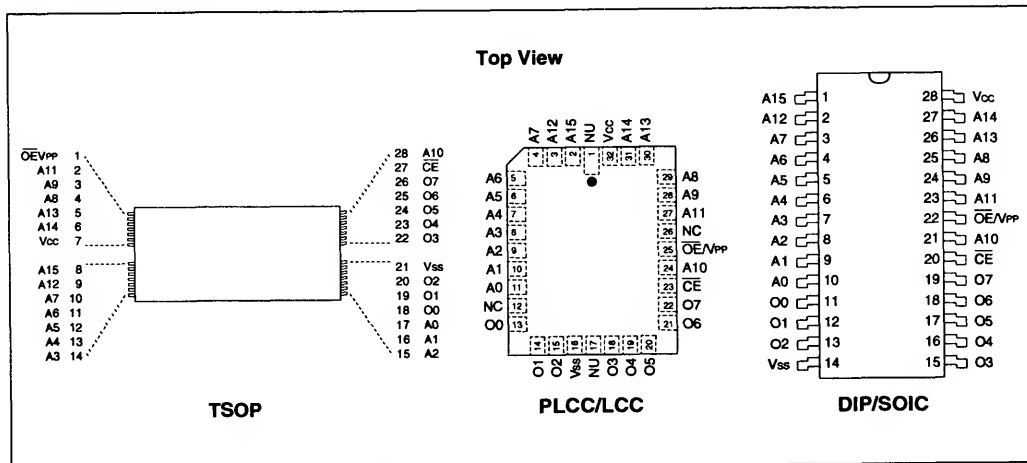 Top View
OEVPP 1
A11 2
A9 3
A8 4
A13 5
A14 6
Vcc 7
A15 8
A12 9
A7 10
A6 11
A5 12
A4 13
A3 14
28 A10
27 CE
26 O7
25 O6
24 O5
23 O4
22 O3
21 Vss
20 O2
19 O1
18 O0
17 A0
16 A1
15 A2
TSOP
A7 A12 A15 NU Vcc A14 A13
4 3 2 1 32 31 30
A6 5
A5 6
A4 7
A3 8
A2 9
A1 10
A0 11
NC 12
O0 13
29 A8
28 A9
27 A11
26 NC
25 OE/VPP
24 A10
23 CE
22 O7
21 O6
14 15 16 17 18 19 20
O1 O2 Vss NU O3 O4 O5
PLCC/LCC
A15 1
A12 2
A7 3
A6 4
A5 5
A4 6
A3 7
A2 8
A1 9
A0 10
O0 11
O1 12
O2 13
Vss 14
28 Vcc
27 A14
26 A13
25 A8
24 A9
23 A11
22 OE/VPP
21 A10
20 CE
19 O7
18 O6
17 O5
16 O4
15 O3
DIP/SOIC